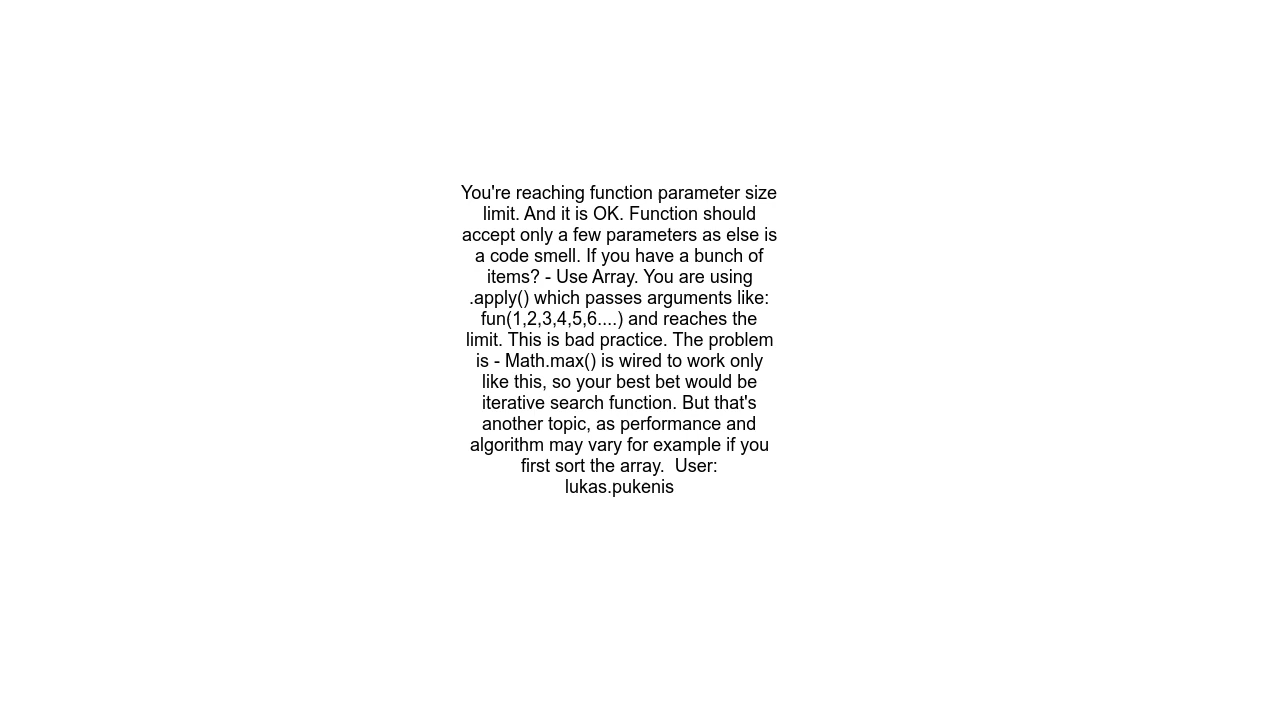 You're reaching function parameter size
limit. And it is OK. Function should
accept only a few parameters as else is
a code smell. If you have a bunch of
items? - Use Array. You are using
.apply() which passes arguments like:
fun(1,2,3,4,5,6....) and reaches the
limit. This is bad practice. The problem
is - Math.max() is wired to work only
like this, so your best bet would be
iterative search function. But that's
another topic, as performance and
algorithm may vary for example if you
first sort the array.  User:
lukas.pukenis